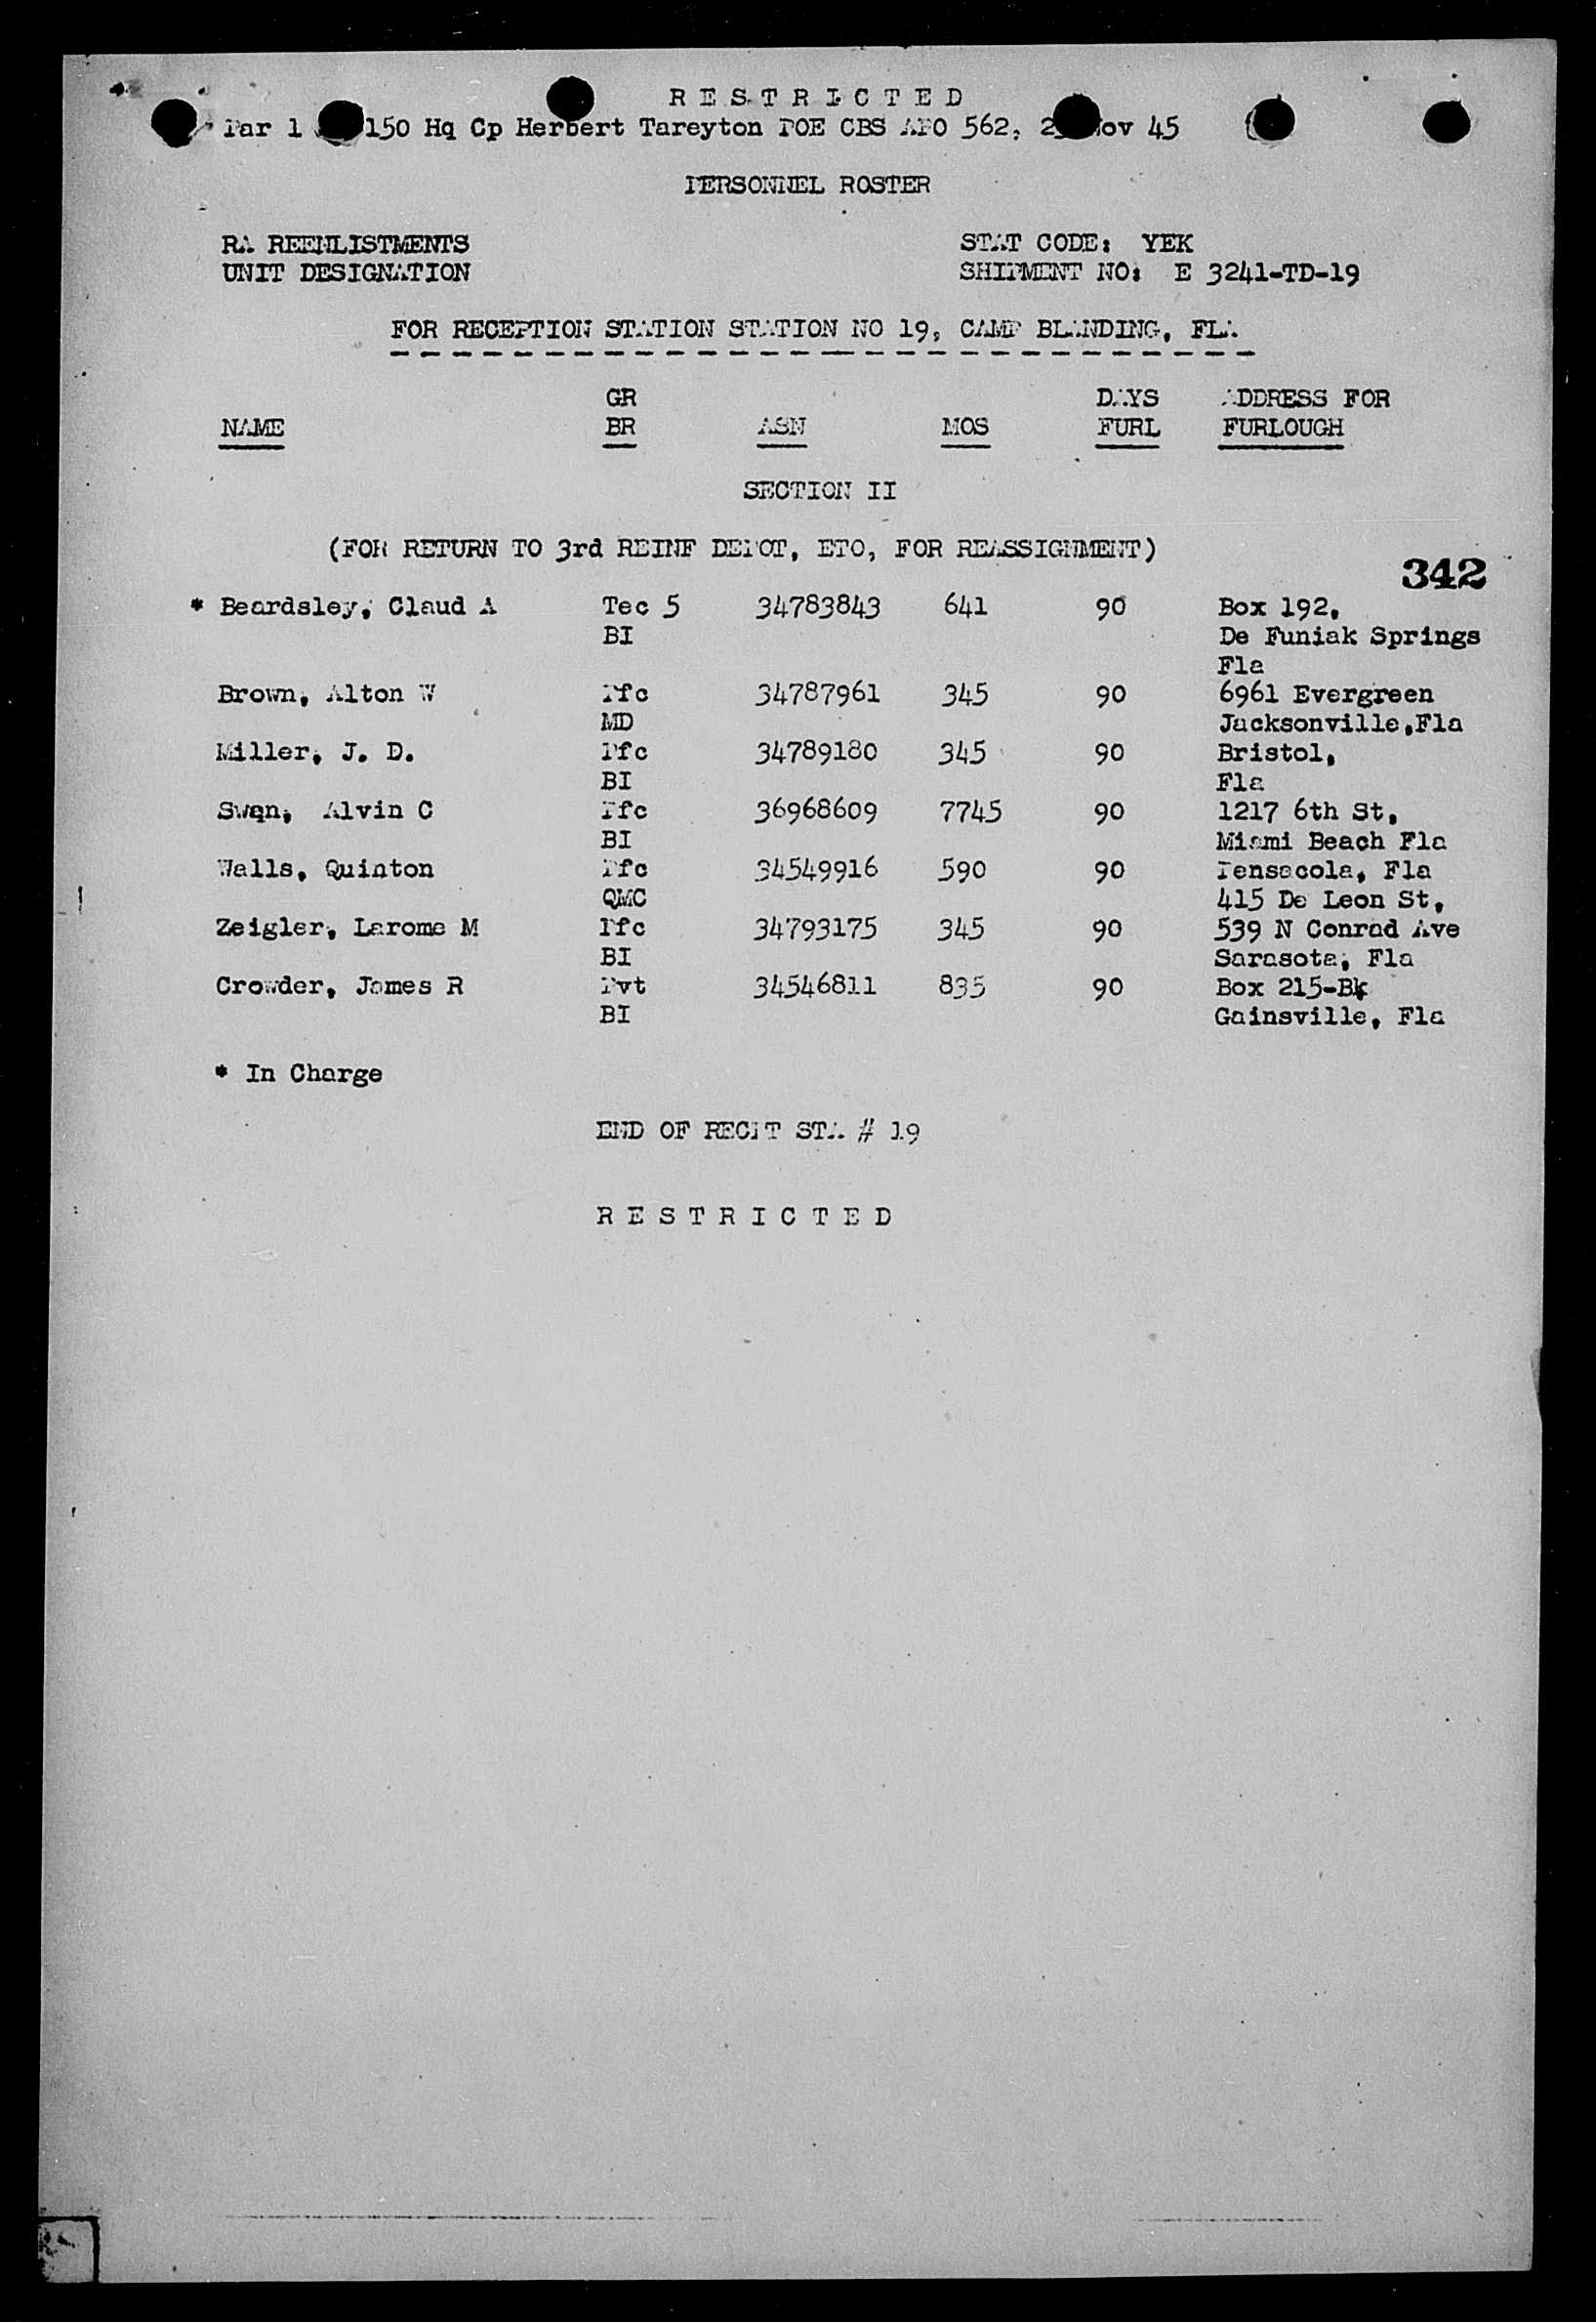 R E S T R I C T E D
Par 1 150 Hq Cp Herbert Tareyton POE CBS APO 562, Nov 45
PERSONNEL ROSTER
RA REENLISTMENTS STAT CODE: YEK
UNIT DESIGNATION SHIPMENT NO: E 3241-TD-19
FOR RECEPTION STATION STATION NO 19, CAMP BLANDING, FLA
GR DAYS ADDRESS FOR
NAME BR ASN MOS FURL FURLOUGH
SECTION II
(FOR RETURN TO 3rd REINF DEPOT, ETO, FOR REASSIGNMENT)
342
* Beardsley, Claud A Tec 5 34783843 641 90 Box 192,
BI De Funiak Springs
Fla
Brown, Alton W Pfc 34787961 345 90 6961 Evergreen
MD Jacksonville,Fla
Miller, J. D. Pfc 34789180 345 90 Bristol,
BI Fla
Swan, Alvin C Pfc 36968609 7745 90 1217 6th St,
BI Miami Beach Fla
Walls, Quinton Pfc 34549916 590 90 Pensacola, Fla
QMC 415 De Leon St,
Zeigler, Larome M Pfc 34793175 345 90 539 N Conrad Ave
BI Sarasota, Fla
Crowder, James R Pvt 34546811 835 90 Box 215-Bk
BI Gainsville, Fla
* In Charge
END OF RECPT STA # 19
R E S T R I C T E D